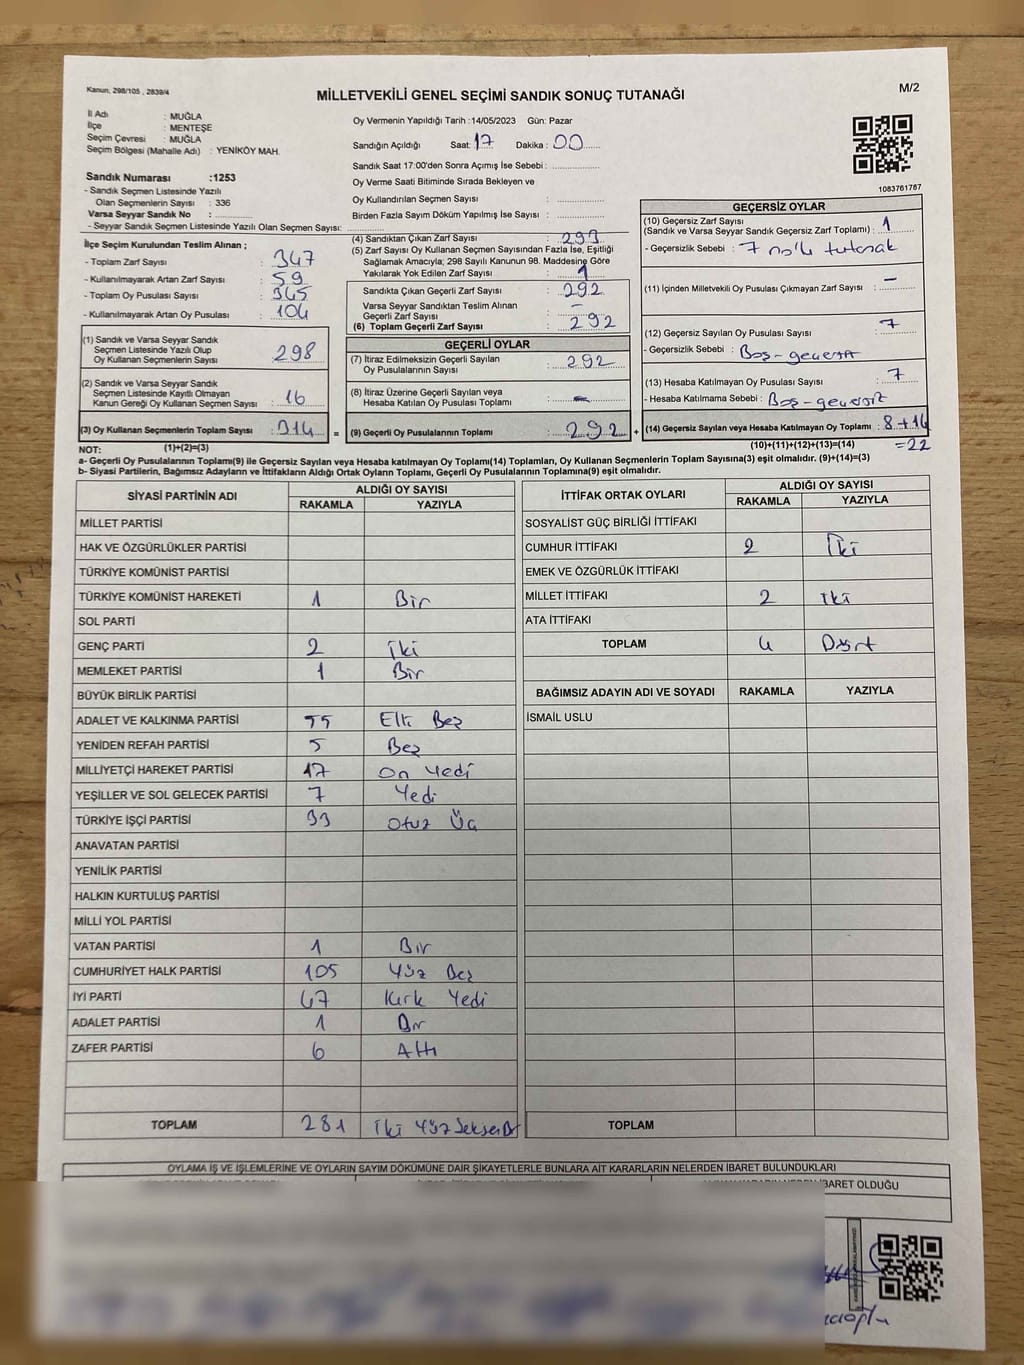 Kanun, 298/105 , 2839/4
MİLLETVEKİLİ GENEL SEÇİMİ SANDIK SONUÇ TUTANAĞI
M/2
İl Adı : MUĞLA
İlçe : MENTEŞE
Seçim Çevresi : MUĞLA
Seçim Bölgesi (Mahalle Adı) : YENİKÖY MAH.
Sandık Numarası :1253
- Sandık Seçmen Listesinde Yazılı
Olan Seçmenlerin Sayısı : 336
Varsa Seyyar Sandık No :
- Seyyar Sandık Seçmen Listesinde Yazılı Olan Seçmen Sayısı:
Oy Vermenin Yapıldığı Tarih :14/05/2023 Gün: Pazar
Sandığın Açıldığı Saat: 17 Dakika : 00
Sandık Saat 17:00'den Sonra Açımış İse Sebebi :
Oy Verme Saati Bitiminde Sırada Bekleyen ve
Oy Kullandırılan Seçmen Sayısı :
Birden Fazla Sayım Döküm Yapılmış İse Sayısı :
1083761787
İlçe Seçim Kurulundan Teslim Alınan ;
- Toplam Zarf Sayısı : 347
- Kullanılmayarak Artan Zarf Sayısı : 59
- Toplam Oy Pusulası Sayısı : 345
- Kullanılmayarak Artan Oy Pusulası : 104
(1) Sandık ve Varsa Seyyar Sandık
Seçmen Listesinde Yazılı Olup
Oy Kullanan Seçmenlerin Sayısı : 298
(2) Sandık ve Varsa Seyyar Sandık
Seçmen Listesinde Kayıtlı Olmayan
Kanun Gereği Oy Kullanan Seçmen Sayısı : 16
(3) Oy Kullanan Seçmenlerin Toplam Sayısı : 314
(1)+(2)=(3)
(4) Sandıktan Çıkan Zarf Sayısı : 293
(5) Zarf Sayısı Oy Kullanan Seçmen Sayısından Fazla İse, Eşitliği
Sağlamak Amacıyla; 298 Sayılı Kanunun 98. Maddesine Göre
Yakılarak Yok Edilen Zarf Sayısı : 1
Sandıkta Çıkan Geçerli Zarf Sayısı : 292
Varsa Seyyar Sandıktan Teslim Alınan
Geçerli Zarf Sayısı : -
(6) Toplam Geçerli Zarf Sayısı : 292
GEÇERLİ OYLAR
(7) İtiraz Edilmeksizin Geçerli Sayılan
Oy Pusulalarının Sayısı : 292
(8) İtiraz Üzerine Geçerli Sayılan veya
Hesaba Katılan Oy Pusulası Toplamı : -
= (9) Geçerli Oy Pusulalarının Toplamı : 292 +
GEÇERSİZ OYLAR
(10) Geçersiz Zarf Sayısı
(Sandık ve Varsa Seyyar Sandık Geçersiz Zarf Toplamı) : 1
- Geçersizlik Sebebi : 7 no'lu tutanak
(11) İçinden Milletvekili Oy Pusulası Çıkmayan Zarf Sayısı : -
(12) Geçersiz Sayılan Oy Pusulası Sayısı : 7
- Geçersizlik Sebebi : Boş-geçersiz
(13) Hesaba Katılmayan Oy Pusulası Sayısı : 7
- Hesaba Katılmama Sebebi : Boş-geçersiz
(14) Geçersiz Sayılan veya Hesaba Katılmayan Oy Toplamı : 8+14
(10)+(11)+(12)+(13)=(14) =22
NOT:
a- Geçerli Oy Pusulalarının Toplamı(9) ile Geçersiz Sayılan veya Hesaba katılmayan Oy Toplamı(14) Toplamları, Oy Kullanan Seçmenlerin Toplam Sayısına(3) eşit olmalıdır. (9)+(14)=(3)
b- Siyasi Partilerin, Bağımsız Adayların ve İttifakların Aldığı Ortak Oyların Toplamı, Geçerli Oy Pusulalarının Toplamına(9) eşit olmalıdır.
SİYASİ PARTİNİN ADI ALDIĞI OY SAYISI
RAKAMLA YAZIYLA
MİLLET PARTİSİ
HAK VE ÖZGÜRLÜKLER PARTİSİ
TÜRKİYE KOMÜNİST PARTİSİ
TÜRKİYE KOMÜNİST HAREKETİ 1 Bir
SOL PARTİ
GENÇ PARTİ 2 İki
MEMLEKET PARTİSİ 1 Bir
BÜYÜK BİRLİK PARTİSİ
ADALET VE KALKINMA PARTİSİ 55 Elli Beş
YENİDEN REFAH PARTİSİ 5 Beş
MİLLİYETÇİ HAREKET PARTİSİ 17 On Yedi
YEŞİLLER VE SOL GELECEK PARTİSİ 7 Yedi
TÜRKİYE İŞÇİ PARTİSİ 33 Otuz Üç
ANAVATAN PARTİSİ
YENİLİK PARTİSİ
HALKIN KURTULUŞ PARTİSİ
MİLLİ YOL PARTİSİ
VATAN PARTİSİ 1 Bir
CUMHURİYET HALK PARTİSİ 105 Yüz Beş
İYİ PARTİ 47 Kırk Yedi
ADALET PARTİSİ 1 Bir
ZAFER PARTİSİ 6 Altı
TOPLAM 281 İki Yüz Seksen Bir
İTTİFAK ORTAK OYLARI ALDIĞI OY SAYISI
RAKAMLA YAZIYLA
SOSYALİST GÜÇ BİRLİĞİ İTTİFAKI
CUMHUR İTTİFAKI 2 İki
EMEK VE ÖZGÜRLÜK İTTİFAKI
MİLLET İTTİFAKI 2 İki
ATA İTTİFAKI
TOPLAM 4 Dört
BAĞIMSIZ ADAYIN ADI VE SOYADI RAKAMLA YAZIYLA
İSMAİL USLU
TOPLAM
OYLAMA İŞ VE İŞLEMLERİNE VE OYLARIN SAYIM DÖKÜMÜNE DAİR ŞİKAYETLERLE BUNLARA AİT KARARLARIN NELERDEN İBARET BULUNDUKLARI
İBARET OLDUĞU